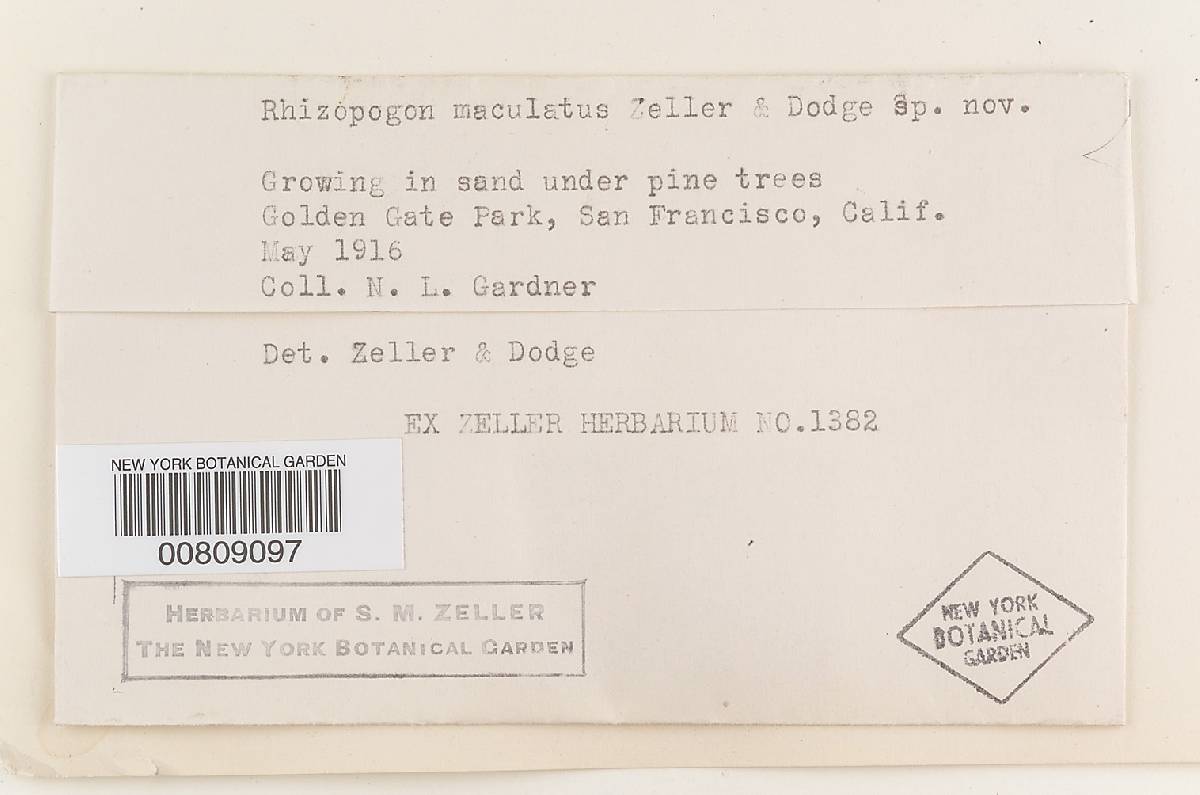 Rhizopogon maculatus Zeller & Dodge Sp. nov.
Growing in sand under pine trees
Golden Gate Park, San Francisco, Calif.
May 1916
Coll. N. L. Gardner
Det. Zeller & Dodge
EX ZELLER HERBARIUM NO.1382
NEW YORK BOTANICAL GARDEN
00809097
HERBARIUM OF S. M. ZELLER
THE NEW YORK BOTANICAL GARDEN
NEW YORK
BOTANICAL
GARDEN